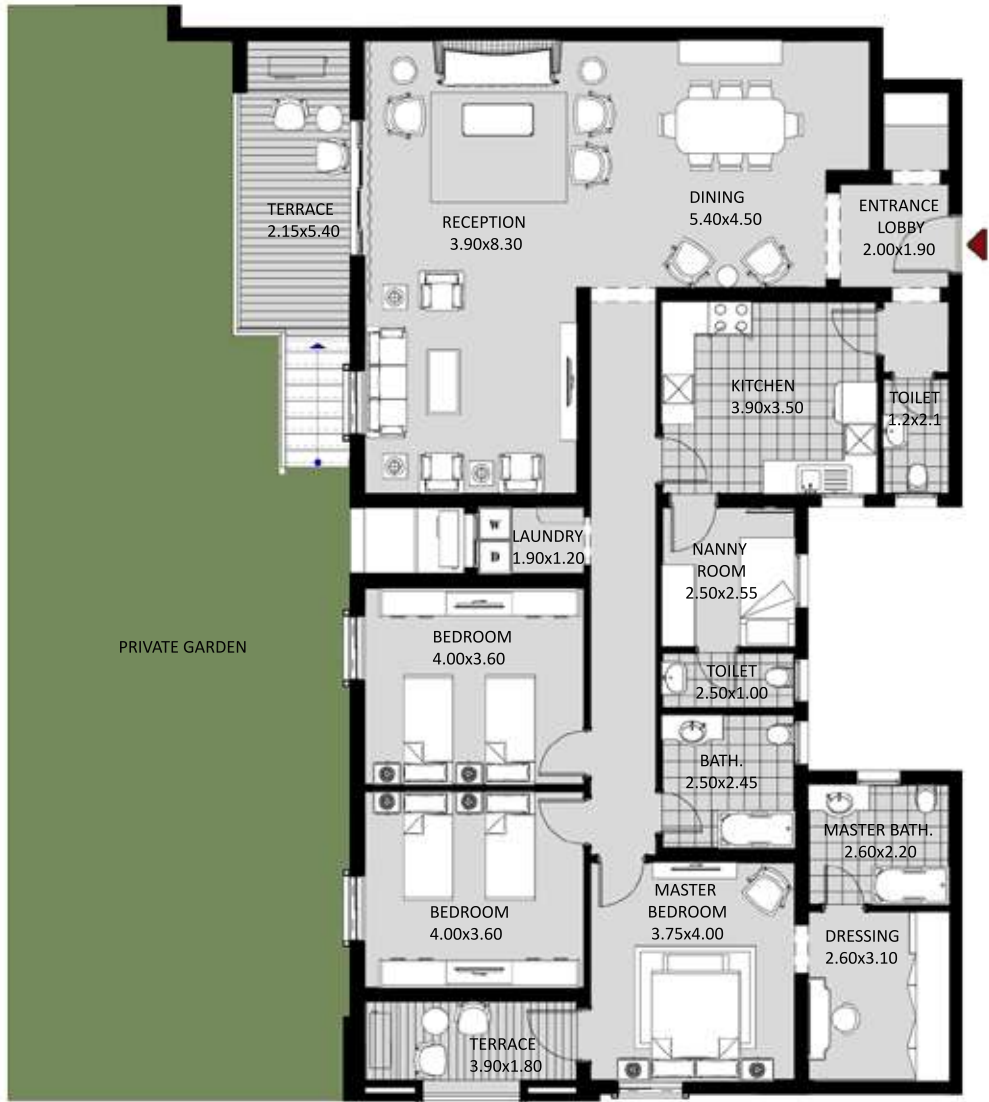 TERRACE
2.15x5.40
RECEPTION
3.90x8.30
DINING
5.40x4.50
ENTRANCE
LOBBY
2.00x1.90
KITCHEN
3.90x3.50
TOILET
1.2x2.1
W
D
LAUNDRY
1.90x1.20
NANNY
ROOM
2.50x2.55
PRIVATE GARDEN
BEDROOM
4.00x3.60
TOILET
2.50x1.00
BATH.
2.50x2.45
MASTER BATH.
2.60x2.20
BEDROOM
4.00x3.60
MASTER
BEDROOM
3.75x4.00
DRESSING
2.60x3.10
TERRACE
3.90x1.80